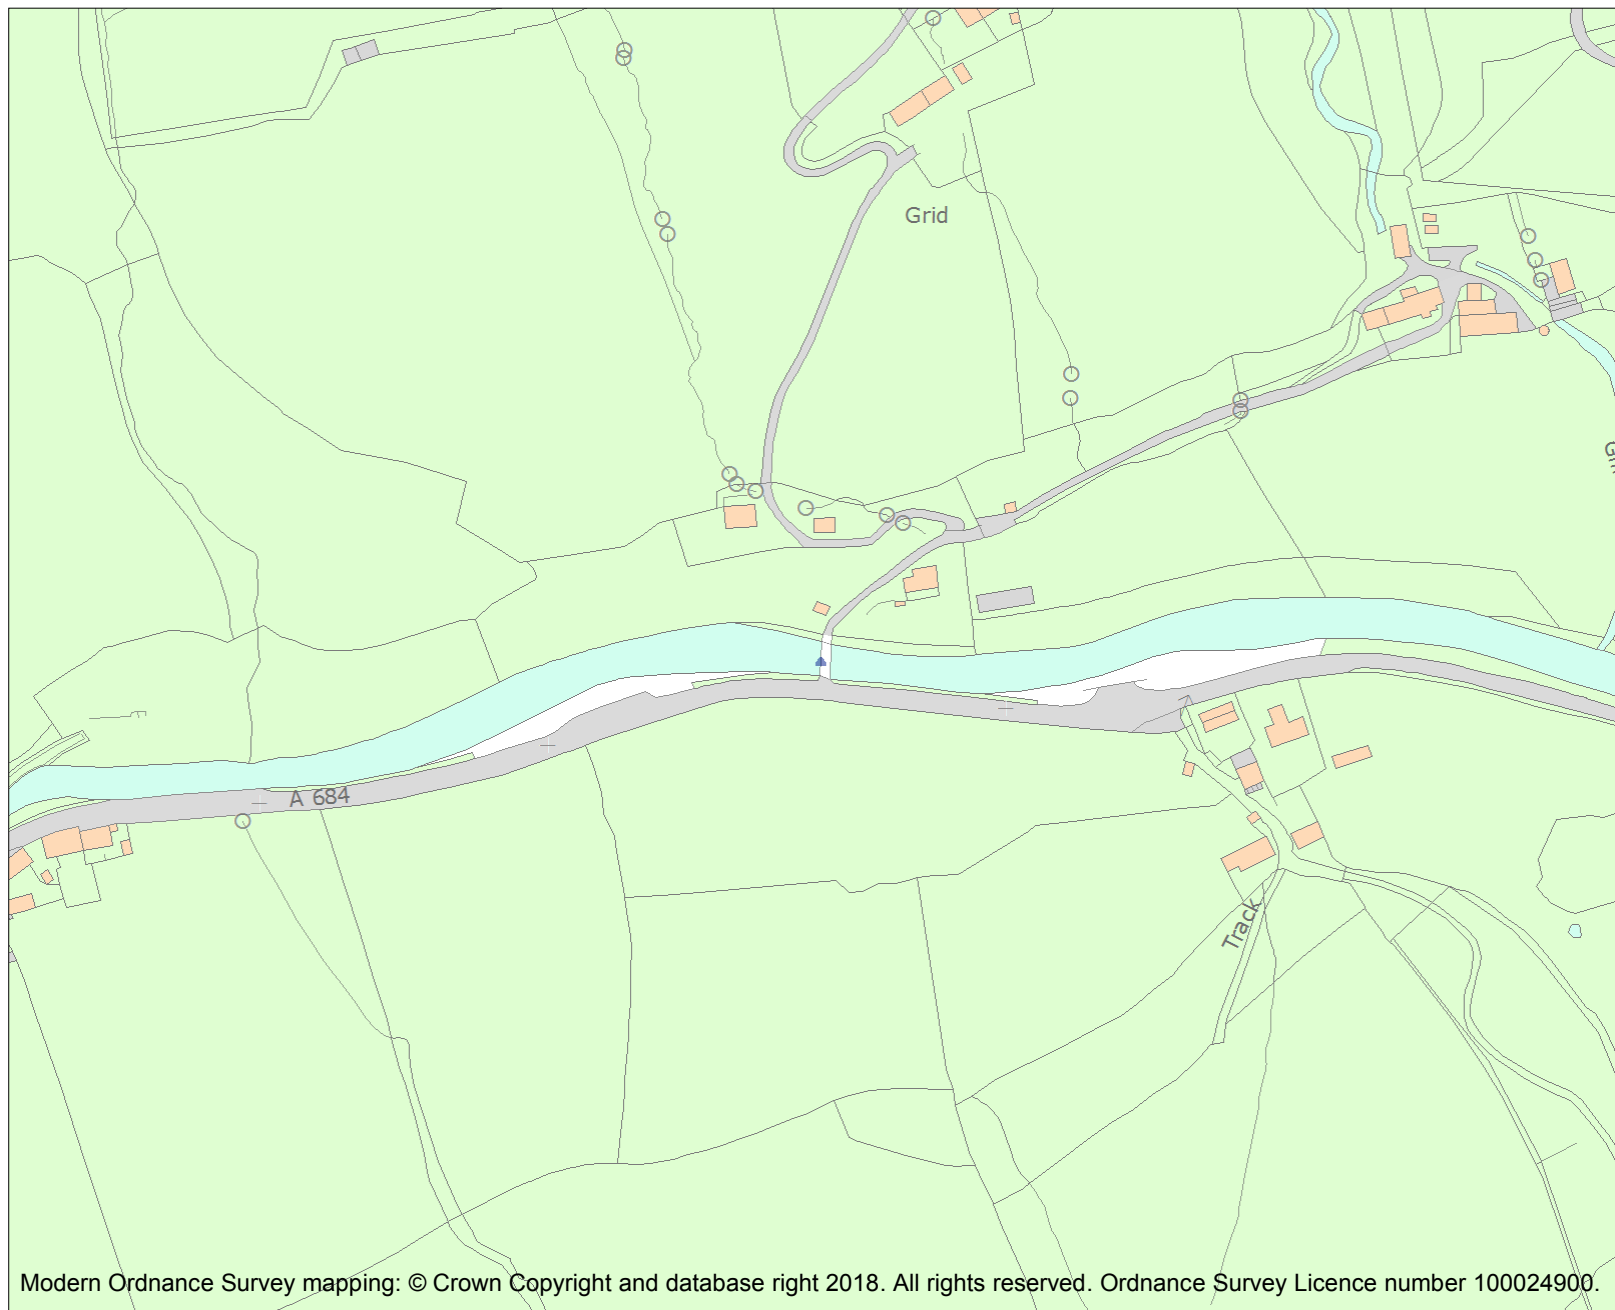 Grid
A 684
Track
Modern Ordnance Survey mapping: © Crown Copyright and database right 2018. All rights reserved. Ordnance Survey Licence number 100024900.